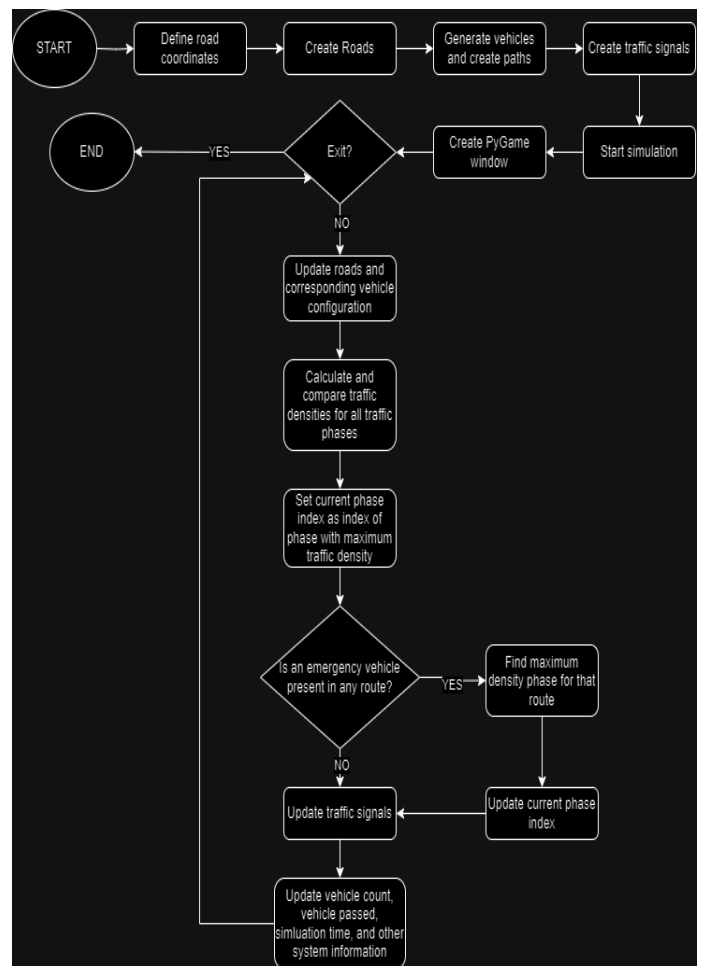 START
Define road
coordinates
Create Roads
Generate vehicles
and create paths
Create traffic signals
END
YES
Exit?
Create PyGame
window
Start simulation
NO
Update roads and
corresponding vehicle
configuration
Calculate and
compare traffic
densities for all traffic
phases
Set current phase
index as index of
phase with maximum
traffic density
Is an emergency vehicle
present in any route?
YES
Find maximum
density phase for that
route
NO
Update traffic signals
Update current phase
index
Update vehicle count,
vehicle passed,
simluation time, and other
system information